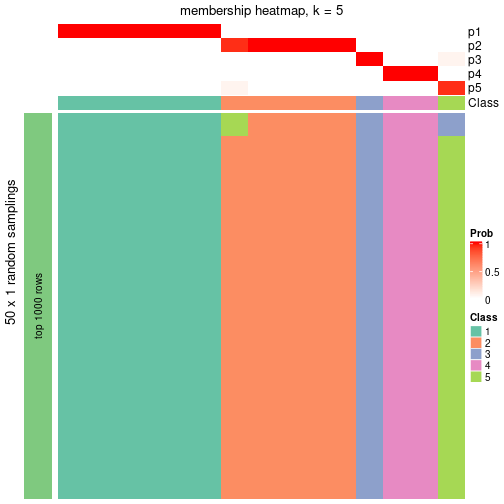 membership heatmap, k = 5
p1
p2
p3
p4
p5
Class
50 x 1 random samplings
top 1000 rows
Prob
1
0.5
0
Class
1
2
3
4
5